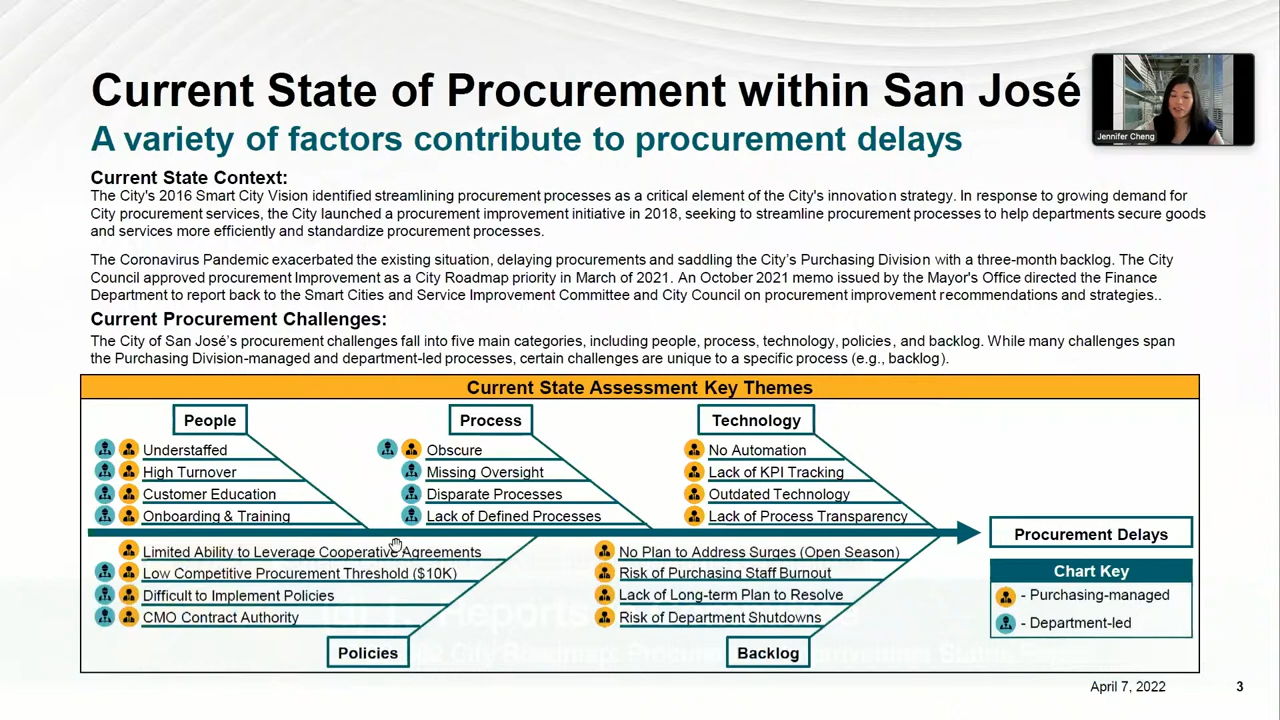 Current State of Procurement within San José
A variety of factors contribute to procurement delays
Jennifer Cheng
Current State Context:
The City's 2016 Smart City Vision identified streamlining procurement processes as a critical element of the City's innovation strategy. In response to growing demand for
City procurement services, the City launched a procurement improvement initiative in 2018, seeking to streamline procurement processes to help departments secure goods
and services more efficiently and standardize procurement processes.
The Coronavirus Pandemic exacerbated the existing situation, delaying procurements and saddling the City's Purchasing Division with a three-month backlog. The City
Council approved procurement Improvement as a City Roadmap priority in March of 2021. An October 2021 memo issued by the Mayor's Office directed the Finance
Department to report back to the Smart Cities and Service Improvement Committee and City Council on procurement improvement recommendations and strategies..
Current Procurement Challenges:
The City of San José's procurement challenges fall into five main categories, including people, process, technology, policies, and backlog. While many challenges span
the Purchasing Division-managed and department-led processes, certain challenges are unique to a specific process (e.g., backlog).
Current State Assessment Key Themes
People
Understaffed
High Turnover
Customer Education
Onboarding & Training
Process
Obscure
Missing Oversight
Disparate Processes
Lack of Defined Processes
Technology
No Automation
Lack of KPI Tracking
Outdated Technology
Lack of Process Transparency
Limited Ability to Leverage Cooperative Agreements
Low Competitive Procurement Threshold ($10K)
Difficult to Implement Policies
CMO Contract Authority
Policies
No Plan to Address Surges (Open Season)
Risk of Purchasing Staff Burnout
Lack of Long-term Plan to Resolve
Risk of Department Shutdowns
Backlog
Procurement Delays
Chart Key
- Purchasing-managed
- Department-led
April 7, 2022
3